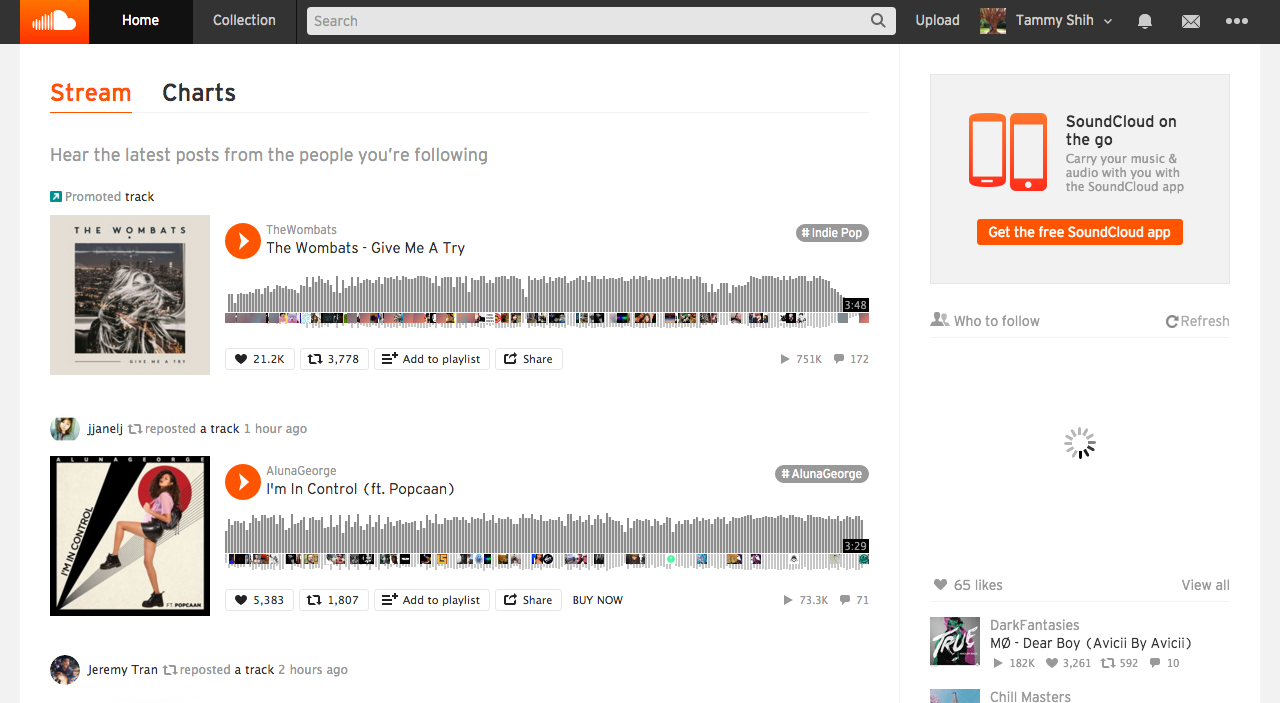 Home
Collection
Search
Upload
Tammy Shih
Stream
Charts
Hear the latest posts from the people you're following
Promoted track
THE WOMBATS
GIVE ME A TRY
TheWombats
The Wombats - Give Me A Try
# Indie Pop
3:48
21.2K
3,778
Add to playlist
Share
751K
172
jjanelj reposted a track 1 hour ago
ALUNAGEORGE
I'M IN CONTROL
FT POPCAAN
AlunaGeorge
I'm In Control (ft. Popcaan)
# AlunaGeorge
3:29
5,383
1,807
Add to playlist
Share
BUY NOW
73.3K
71
Jeremy Tran reposted a track 2 hours ago
SoundCloud on
the go
Carry your music &
audio with you with
the SoundCloud app
Get the free SoundCloud app
Who to follow
Refresh
65 likes
View all
TRUE
DarkFantasies
MØ - Dear Boy (Avicii By Avicii)
182K
3,261
592
10
Chill Masters